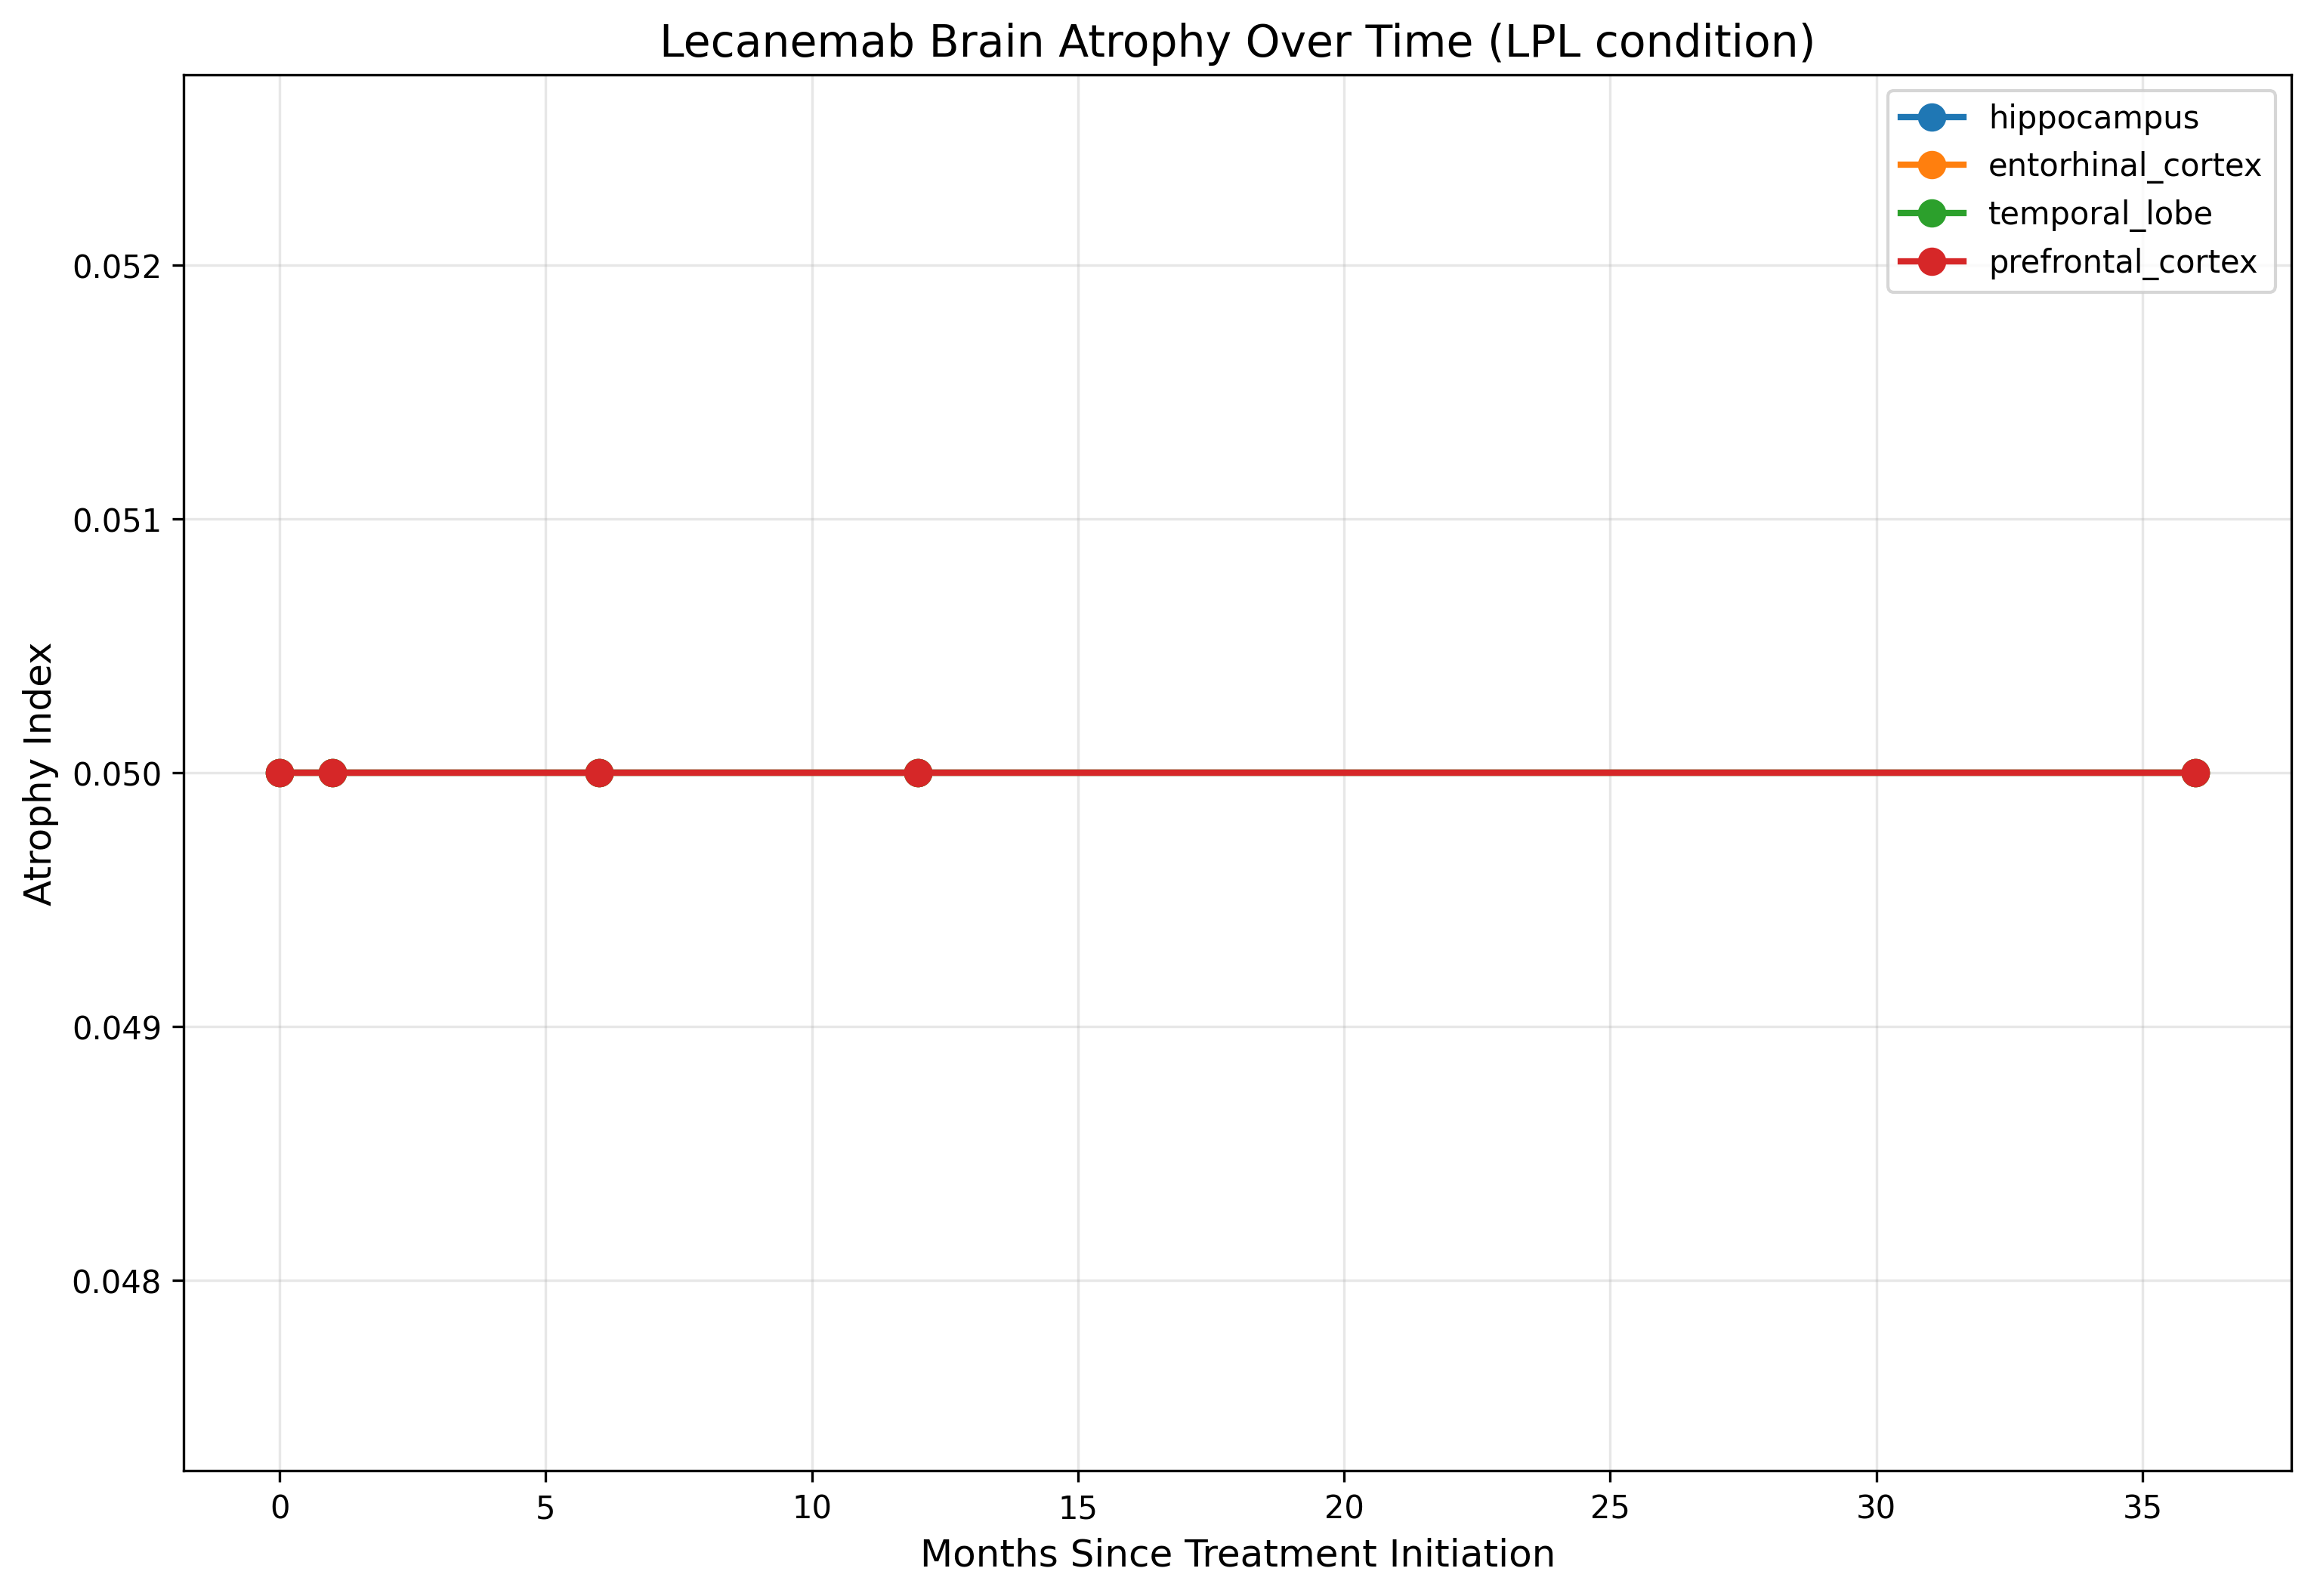 Lecanemab Brain Atrophy Over Time (LPL condition)
hippocampus
entorhinal_cortex
temporal_lobe
prefrontal_cortex
Atrophy Index
0.052
0.051
0.050
0.049
0.048
0 5 10 15 20 25 30 35
Months Since Treatment Initiation